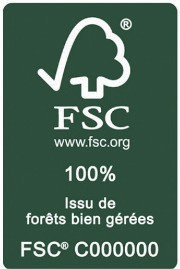 ®
FSC
www.fsc.org
100%
Issu de
forêts bien gérées
FSC® C000000